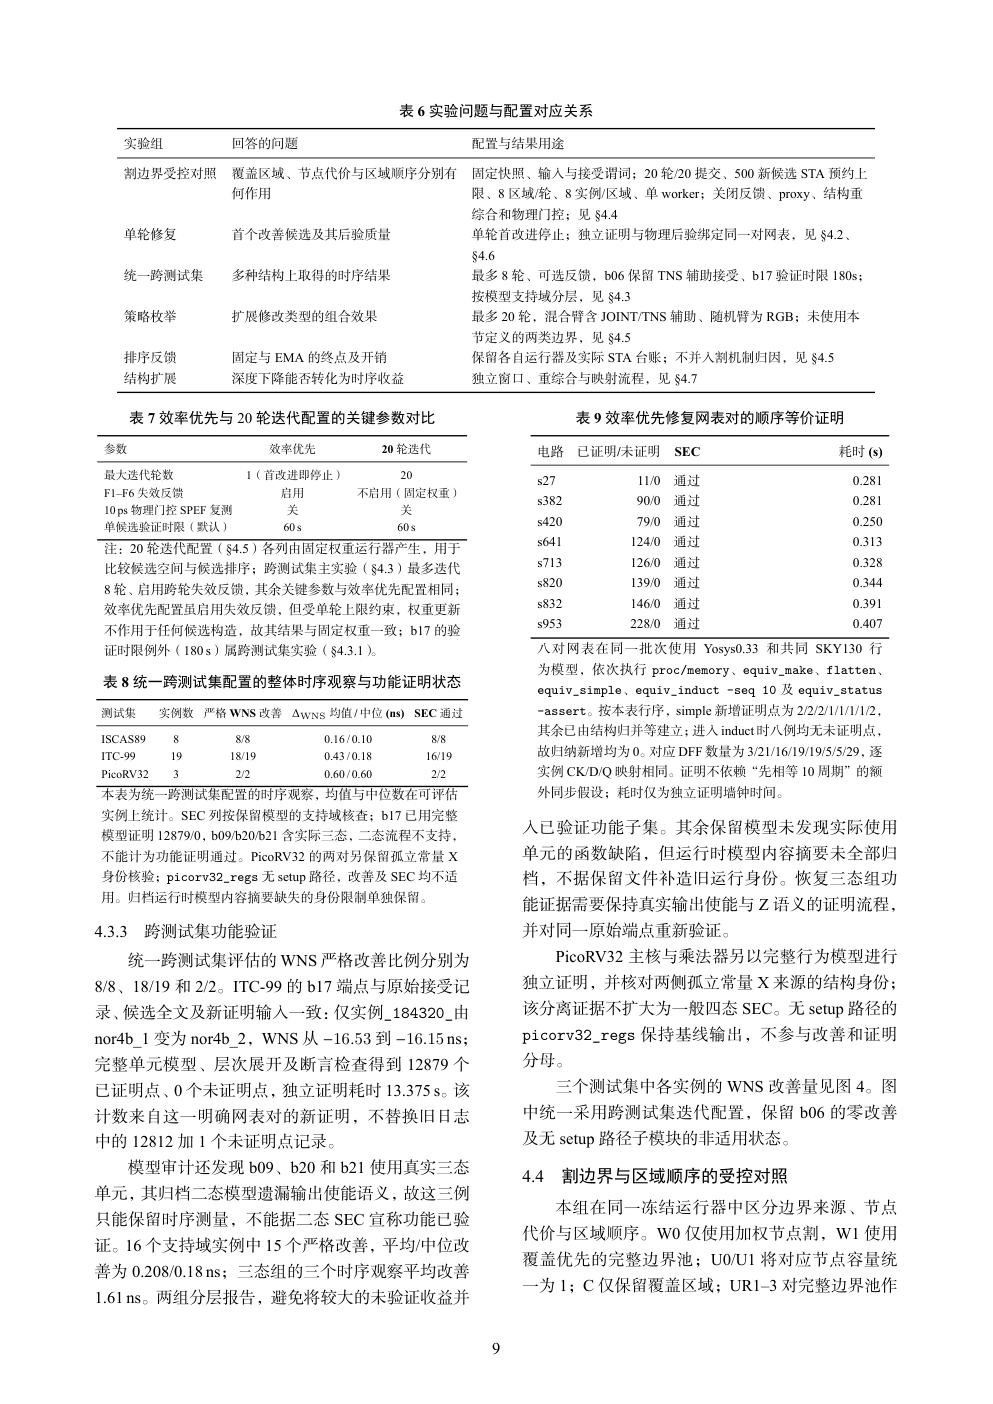 表 6 实验问题与配置对应关系
实验组 回答的问题 配置与结果用途
割边界受控对照 覆盖区域、节点代价与区域顺序分别有 固定快照、输入与接受谓词；20 轮/20 提交、500 新候选 STA 预约上
何作用 限、8 区域/轮、8 实例/区域、单 worker；关闭反馈、proxy、结构重
综合和物理门控；见 §4.4
单轮修复 首个改善候选及其后验质量 单轮首改进停止；独立证明与物理后验绑定同一对网表，见 §4.2、
§4.6
统一跨测试集 多种结构上取得的时序结果 最多 8 轮、可选反馈，b06 保留 TNS 辅助接受、b17 验证时限 180s；
按模型支持域分层，见 §4.3
策略枚举 扩展修改类型的组合效果 最多 20 轮，混合臂含 JOINT/TNS 辅助、随机臂为 RGB；未使用本
节定义的两类边界，见 §4.5
排序反馈 固定与 EMA 的终点及开销 保留各自运行器及实际 STA 台账；不并入割机制归因，见 §4.5
结构扩展 深度下降能否转化为时序收益 独立窗口、重综合与映射流程，见 §4.7
表 7 效率优先与 20 轮迭代配置的关键参数对比
参数 效率优先 20 轮迭代
最大迭代轮数 1（首改进即停止） 20
F1–F6 失效反馈 启用 不启用（固定权重）
10 ps 物理门控 SPEF 复测 关 关
单候选验证时限（默认） 60 s 60 s
注：20 轮迭代配置（§4.5）各列由固定权重运行器产生，用于
比较候选空间与候选排序；跨测试集主实验（§4.3）最多迭代
8 轮、启用跨轮失效反馈，其余关键参数与效率优先配置相同；
效率优先配置虽启用失效反馈，但受单轮上限约束，权重更新
不作用于任何候选构造，故其结果与固定权重一致；b17 的验
证时限例外（180 s）属跨测试集实验（§4.3.1）。
表 8 统一跨测试集配置的整体时序观察与功能证明状态
测试集 实例数 严格 WNS 改善 ΔWNS 均值 / 中位 (ns) SEC 通过
ISCAS89 8 8/8 0.16 / 0.10 8/8
ITC-99 19 18/19 0.43 / 0.18 16/19
PicoRV32 3 2/2 0.60 / 0.60 2/2
本表为统一跨测试集配置的时序观察，均值与中位数在可评估
实例上统计。SEC 列按保留模型的支持域核查；b17 已用完整
模型证明 12879/0，b09/b20/b21 含实际三态，二态流程不支持，
不能计为功能证明通过。PicoRV32 的两对另保留孤立常量 X
身份核验；picorv32_regs 无 setup 路径，改善及 SEC 均不适
用。归档运行时模型内容摘要缺失的身份限制单独保留。
4.3.3 跨测试集功能验证
统一跨测试集评估的 WNS 严格改善比例分别为
8/8、18/19 和 2/2。ITC-99 的 b17 端点与原始接受记
录、候选全文及新证明输入一致：仅实例_184320_由
nor4b_1 变为 nor4b_2，WNS 从 −16.53 到 −16.15 ns；
完整单元模型、层次展开及断言检查得到 12879 个
已证明点、0 个未证明点，独立证明耗时 13.375 s。该
计数来自这一明确网表对的新证明，不替换旧日志
中的 12812 加 1 个未证明点记录。
模型审计还发现 b09、b20 和 b21 使用真实三态
单元，其归档二态模型遗漏输出使能语义，故这三例
只能保留时序测量，不能据二态 SEC 宣称功能已验
证。16 个支持域实例中 15 个严格改善，平均/中位改
善为 0.208/0.18 ns；三态组的三个时序观察平均改善
1.61 ns。两组分层报告，避免将较大的未验证收益并
表 9 效率优先修复网表对的顺序等价证明
电路 已证明/未证明 SEC 耗时 (s)
s27 11/0 通过 0.281
s382 90/0 通过 0.281
s420 79/0 通过 0.250
s641 124/0 通过 0.313
s713 126/0 通过 0.328
s820 139/0 通过 0.344
s832 146/0 通过 0.391
s953 228/0 通过 0.407
八对网表在同一批次使用 Yosys0.33 和共同 SKY130 行
为模型，依次执行 proc/memory、equiv_make、flatten、
equiv_simple、equiv_induct -seq 10 及 equiv_status
-assert。按本表行序，simple 新增证明点为 2/2/2/1/1/1/1/2，
其余已由结构归并等建立；进入 induct 时八例均无未证明点，
故归纳新增均为 0。对应 DFF 数量为 3/21/16/19/19/5/5/29，逐
实例 CK/D/Q 映射相同。证明不依赖“先相等 10 周期”的额
外同步假设；耗时仅为独立证明墙钟时间。
入已验证功能子集。其余保留模型未发现实际使用
单元的函数缺陷，但运行时模型内容摘要未全部归
档，不据保留文件补造旧运行身份。恢复三态组功
能证据需要保持真实输出使能与 Z 语义的证明流程，
并对同一原始端点重新验证。
PicoRV32 主核与乘法器另以完整行为模型进行
独立证明，并核对两侧孤立常量 X 来源的结构身份；
该分离证据不扩大为一般四态 SEC。无 setup 路径的
picorv32_regs 保持基线输出，不参与改善和证明
分母。
三个测试集中各实例的 WNS 改善量见图 4。图
中统一采用跨测试集迭代配置，保留 b06 的零改善
及无 setup 路径子模块的非适用状态。
4.4 割边界与区域顺序的受控对照
本组在同一冻结运行器中区分边界来源、节点
代价与区域顺序。W0 仅使用加权节点割，W1 使用
覆盖优先的完整边界池；U0/U1 将对应节点容量统
一为 1；C 仅保留覆盖区域；UR1–3 对完整边界池作
9